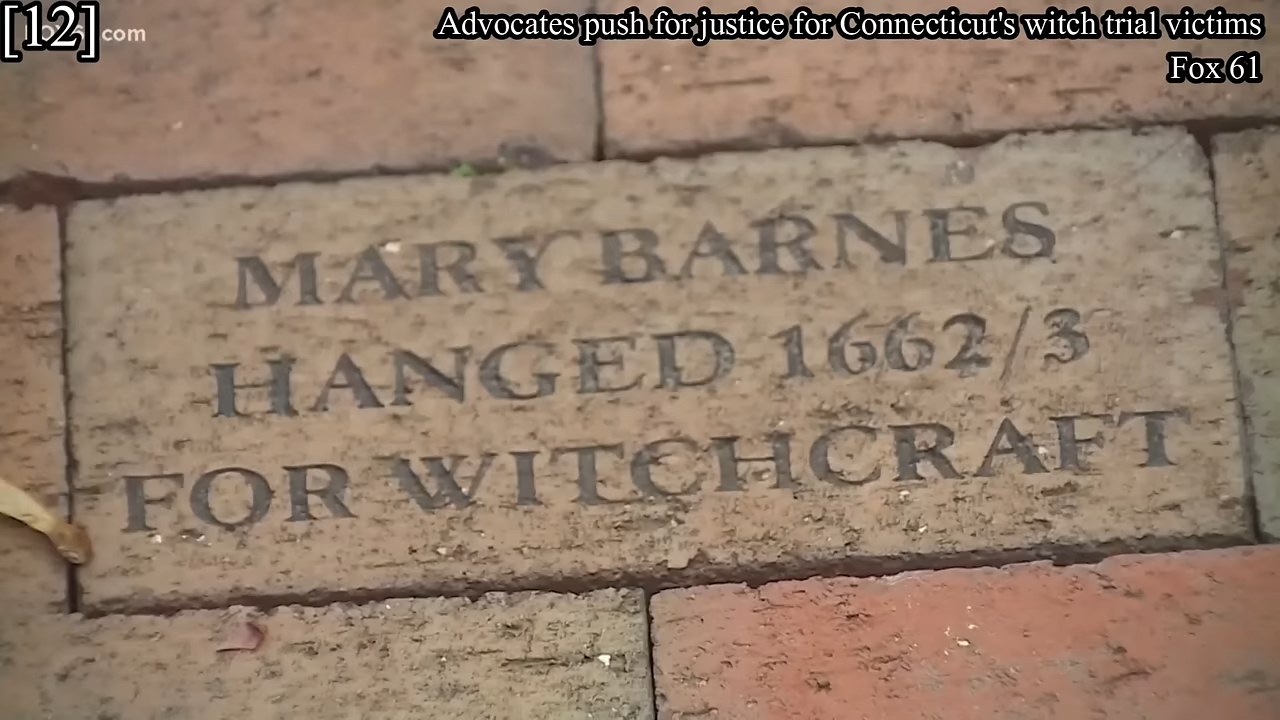 [12]
.com
Advocates push for justice for Connecticut's witch trial victims
Fox 61
MARY BARNES
HANGED 1662/3
FOR WITCHCRAFT